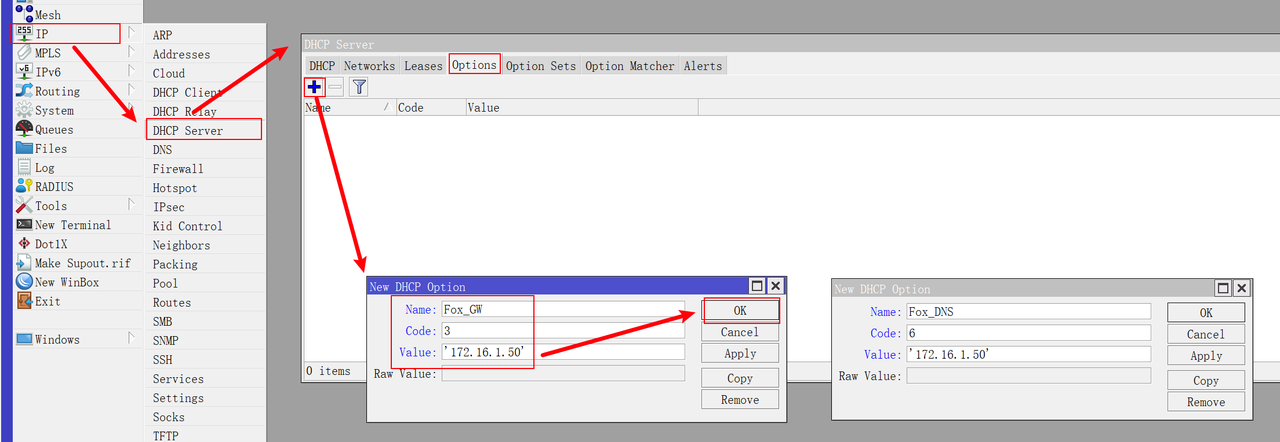 Mesh
IP
MPLS
IPv6
Routing
System
Queues
Files
Log
RADIUS
Tools
New Terminal
Dot1X
Make Supout.rif
New WinBox
Exit
Windows
255
v6
ARP
Addresses
Cloud
DHCP Client
DHCP Relay
DHCP Server
DNS
Firewall
Hotspot
IPsec
Kid Control
Neighbors
Packing
Pool
Routes
SMB
SNMP
SSH
Services
Settings
Socks
TFTP
DHCP Server
DHCP Networks Leases Options Option Sets Option Matcher Alerts
Name / Code Value
0 items
New DHCP Option
Name: Fox_GW
Code: 3
Value: '172.16.1.50'
Raw Value:
OK
Cancel
Apply
Copy
Remove
New DHCP Option
Name: Fox_DNS
Code: 6
Value: '172.16.1.50'
Raw Value:
OK
Cancel
Apply
Copy
Remove